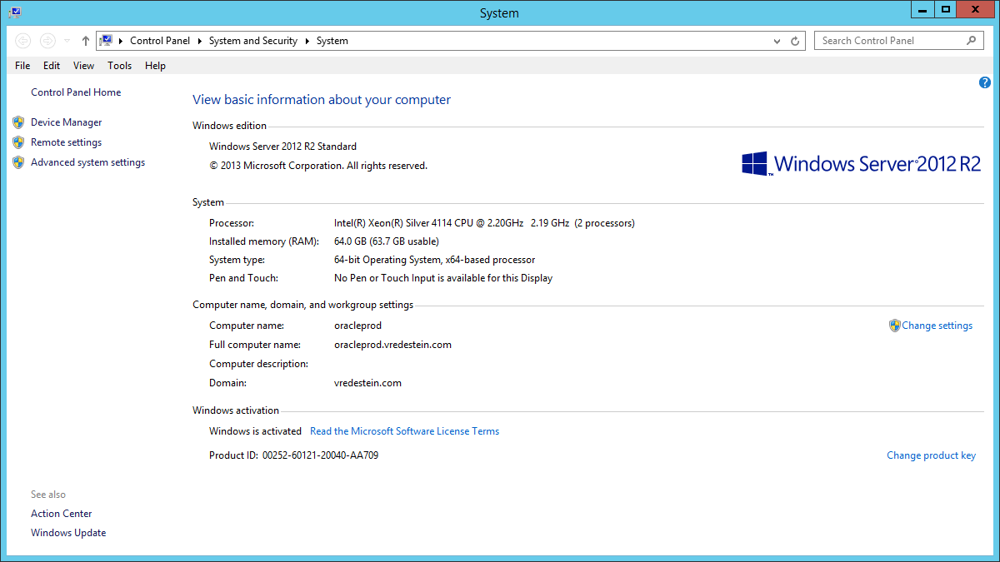 System
Control Panel System and Security System
Search Control Panel
File Edit View Tools Help
Control Panel Home
Device Manager
Remote settings
Advanced system settings
See also
Action Center
Windows Update
?
View basic information about your computer
Windows edition
Windows Server 2012 R2 Standard
© 2013 Microsoft Corporation. All rights reserved.
Windows Server 2012 R2
System
Processor: Intel(R) Xeon(R) Silver 4114 CPU @ 2.20GHz 2.19 GHz (2 processors)
Installed memory (RAM): 64.0 GB (63.7 GB usable)
System type: 64-bit Operating System, x64-based processor
Pen and Touch: No Pen or Touch Input is available for this Display
Computer name, domain, and workgroup settings
Computer name: oracleprod Change settings
Full computer name: oracleprod.vredestein.com
Computer description:
Domain: vredestein.com
Windows activation
Windows is activated Read the Microsoft Software License Terms
Product ID: 00252-60121-20040-AA709 Change product key